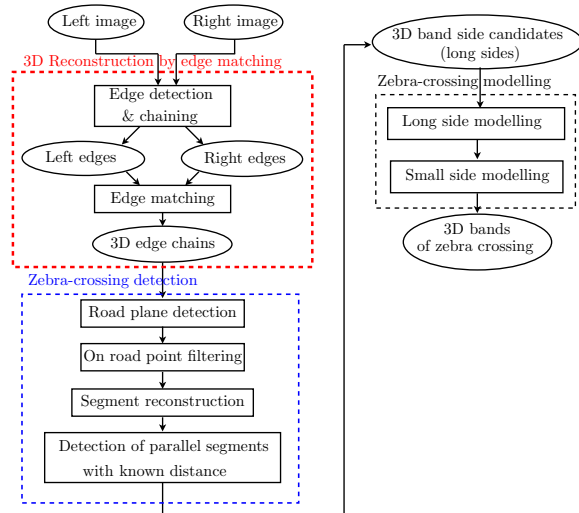 Left image
Right image
3D Reconstruction by edge matching
Edge detection
& chaining
Left edges
Right edges
Edge matching
3D edge chains
Zebra-crossing detection
Road plane detection
On road point filtering
Segment reconstruction
Detection of parallel segments
with known distance
3D band side candidates
(long sides)
Zebra-crossing modelling
Long side modelling
Small side modelling
3D bands
of zebra crossing